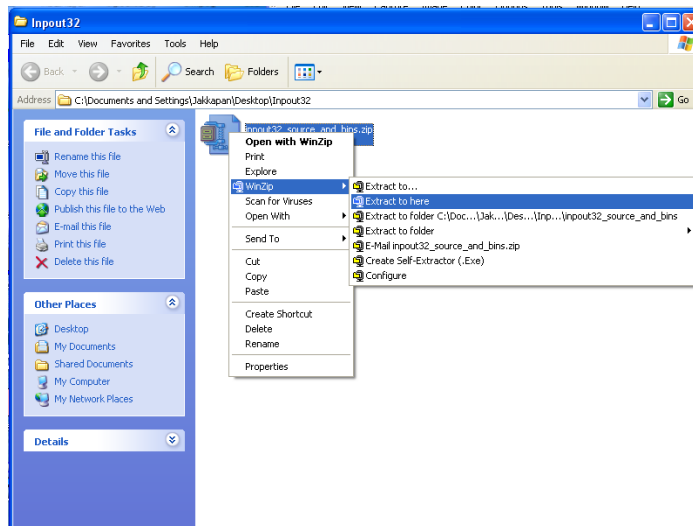 Inpout32
File Edit View Favorites Tools Help
Back Search Folders
Address C:\Documents and Settings\Jakkapan\Desktop\Inpout32 Go
File and Folder Tasks
Rename this file
Move this file
Copy this file
Publish this file to the Web
E-mail this file
Print this file
Delete this file
Other Places
Desktop
My Documents
Shared Documents
My Computer
My Network Places
Details
inpout32_source_and_bins.zip
Open with WinZip
Print
Explore
WinZip
Scan for Viruses
Open With
Send To
Cut
Copy
Paste
Create Shortcut
Delete
Rename
Properties
Extract to...
Extract to here
Extract to folder C:\Doc...\Jak...\Des...\Inp...\inpout32_source_and_bins
Extract to folder
E-Mail inpout32_source_and_bins.zip
Create Self-Extractor (.Exe)
Configure